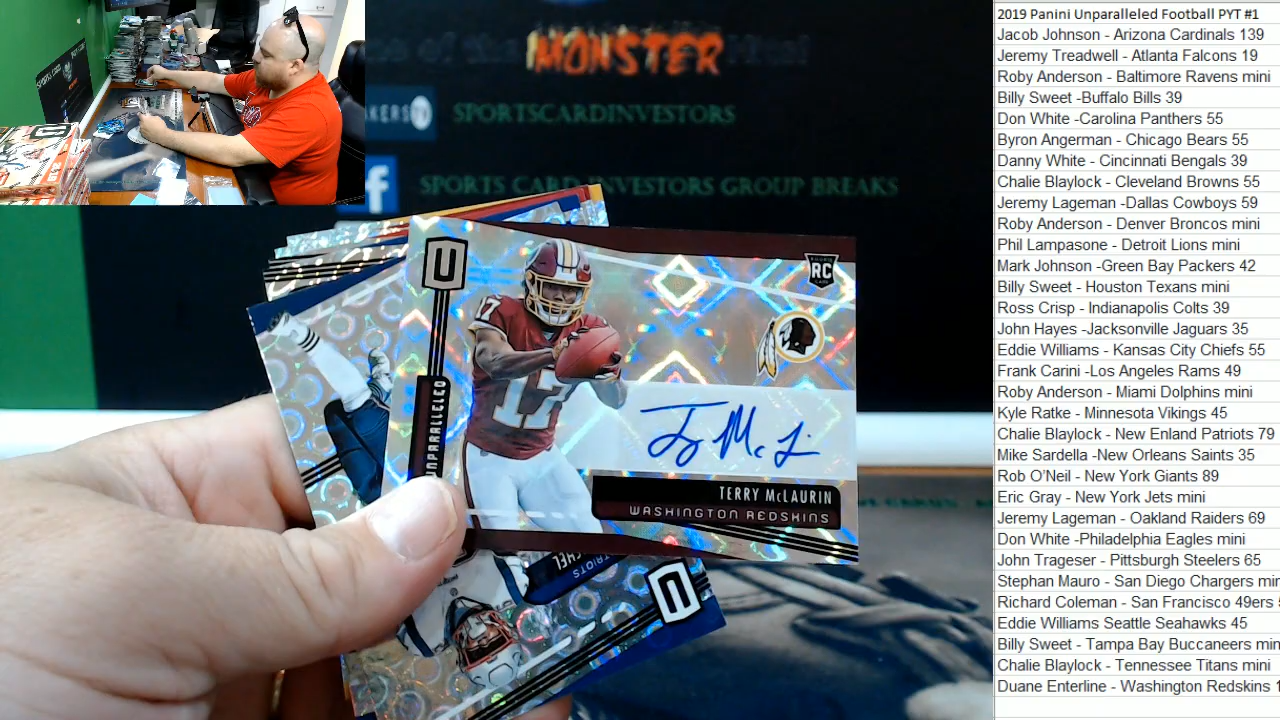 MONSTER
SPORTSCARDINVESTORS
f
SPORTS CARD INVESTORS GROUP BREAKS
U
RC
17
17
UNPARALLELED
Ty McL
TERRY McLAURIN
WASHINGTON REDSKINS
U
2019 Panini Unparalleled Football PYT #1
Jacob Johnson - Arizona Cardinals 139
Jeremy Treadwell - Atlanta Falcons 19
Roby Anderson - Baltimore Ravens mini
Billy Sweet -Buffalo Bills 39
Don White -Carolina Panthers 55
Byron Angerman - Chicago Bears 55
Danny White - Cincinnati Bengals 39
Chalie Blaylock - Cleveland Browns 55
Jeremy Lageman -Dallas Cowboys 59
Roby Anderson - Denver Broncos mini
Phil Lampasone - Detroit Lions mini
Mark Johnson -Green Bay Packers 42
Billy Sweet - Houston Texans mini
Ross Crisp - Indianapolis Colts 39
John Hayes -Jacksonville Jaguars 35
Eddie Williams - Kansas City Chiefs 55
Frank Carini -Los Angeles Rams 49
Roby Anderson - Miami Dolphins mini
Kyle Ratke - Minnesota Vikings 45
Chalie Blaylock - New Enland Patriots 79
Mike Sardella -New Orleans Saints 35
Rob O'Neil - New York Giants 89
Eric Gray - New York Jets mini
Jeremy Lageman - Oakland Raiders 69
Don White -Philadelphia Eagles mini
John Trageser - Pittsburgh Steelers 65
Stephan Mauro - San Diego Chargers min
Richard Coleman - San Francisco 49ers
Eddie Williams Seattle Seahawks 45
Billy Sweet - Tampa Bay Buccaneers min
Chalie Blaylock - Tennessee Titans mini
Duane Enterline - Washington Redskins 1